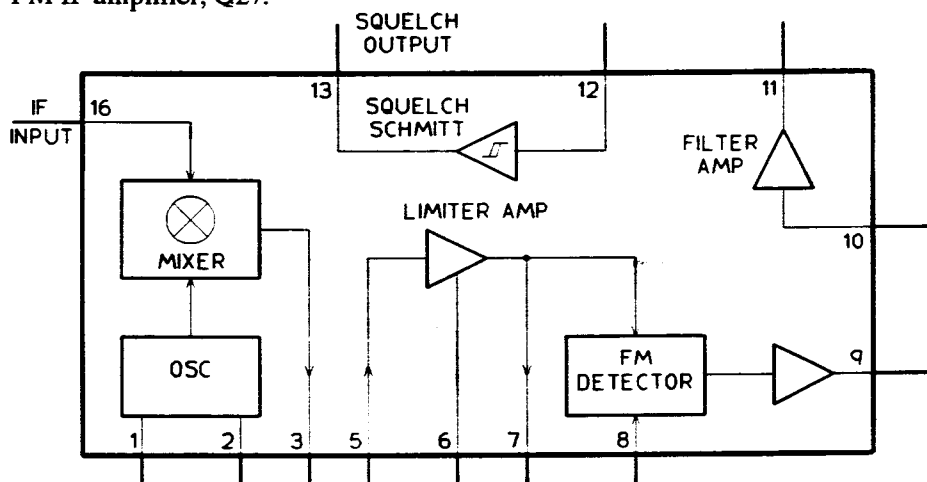 FM IF amplifier, Q27.
SQUELCH
OUTPUT
13
12
11
16
IF
INPUT
SQUELCH
SCHMITT
FILTER
AMP
LIMITER AMP
10
MIXER
OSC
FM
DETECTOR
9
1
2
3
5
6
7
8